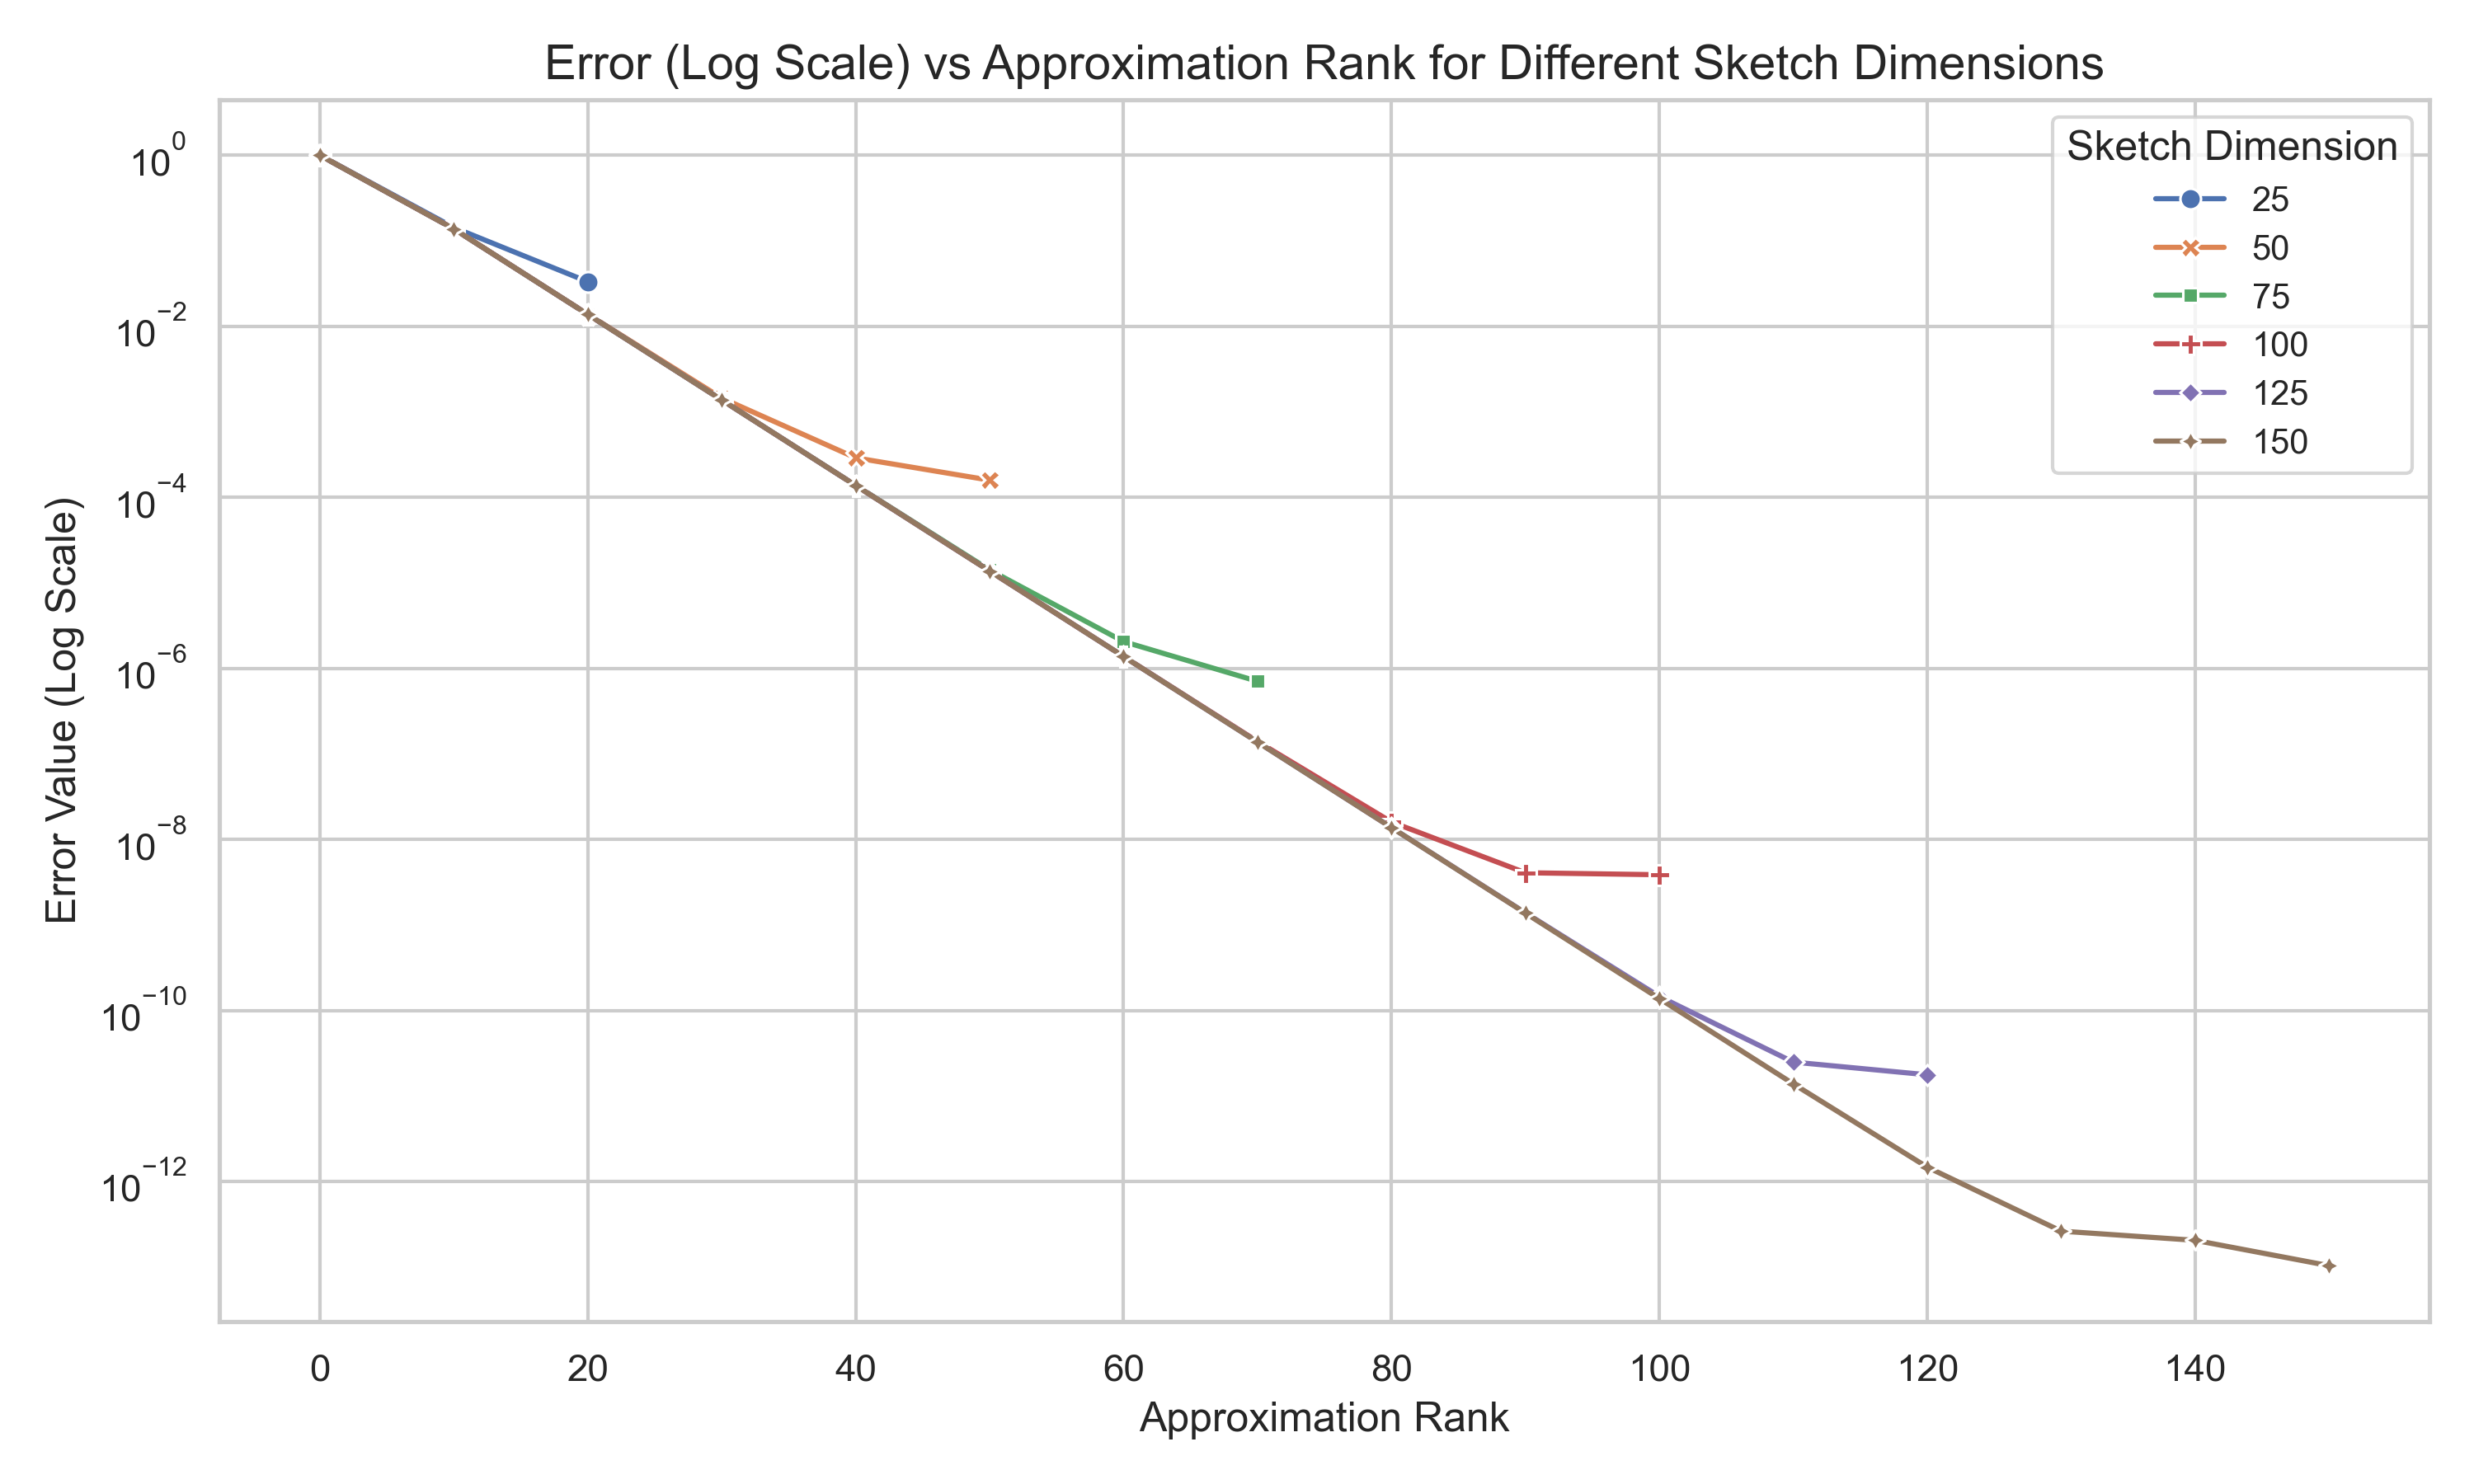 Error (Log Scale) vs Approximation Rank for Different Sketch Dimensions
Sketch Dimension
25
50
75
100
125
150
Error Value (Log Scale)
10^0
10^−2
10^−4
10^−6
10^−8
10^−10
10^−12
0 20 40 60 80 100 120 140
Approximation Rank